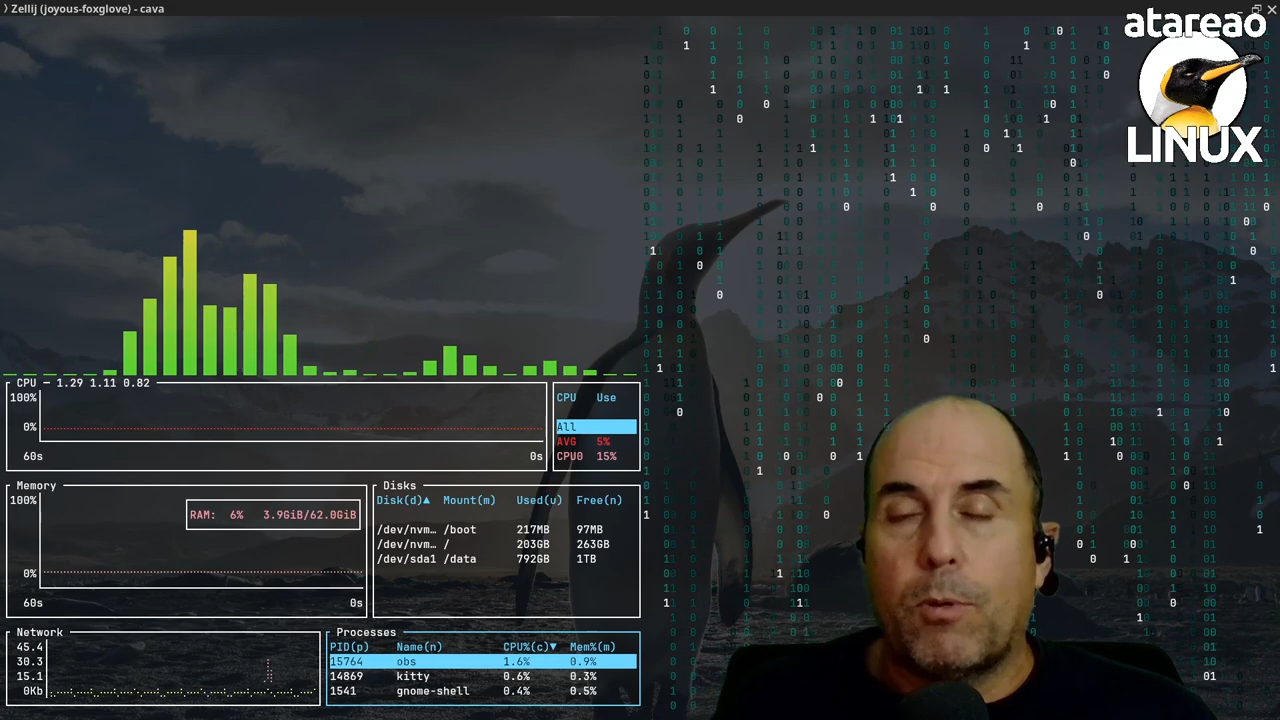 Zellij (joyous-foxglove) - cava
atareao
LINUX
CPU — 1.29 1.11 0.82
100%
0%
60s 0s
CPU Use
All
AVG 5%
CPU0 15%
Memory
100%
RAM: 6% 3.9GiB/62.0GiB
0%
60s 0s
Disks
Disk(d)▲ Mount(m) Used(u) Free(n)
/dev/nvm… /boot 217MB 97MB
/dev/nvm… / 203GB 263GB
/dev/sda1 /data 792GB 1TB
Network
45.4
30.3
15.1
0Kb
Processes
PID(p) Name(n) CPU%(c)▼ Mem%(m)
15764 obs 1.6% 0.9%
14869 kitty 0.6% 0.3%
1541 gnome-shell 0.4% 0.5%